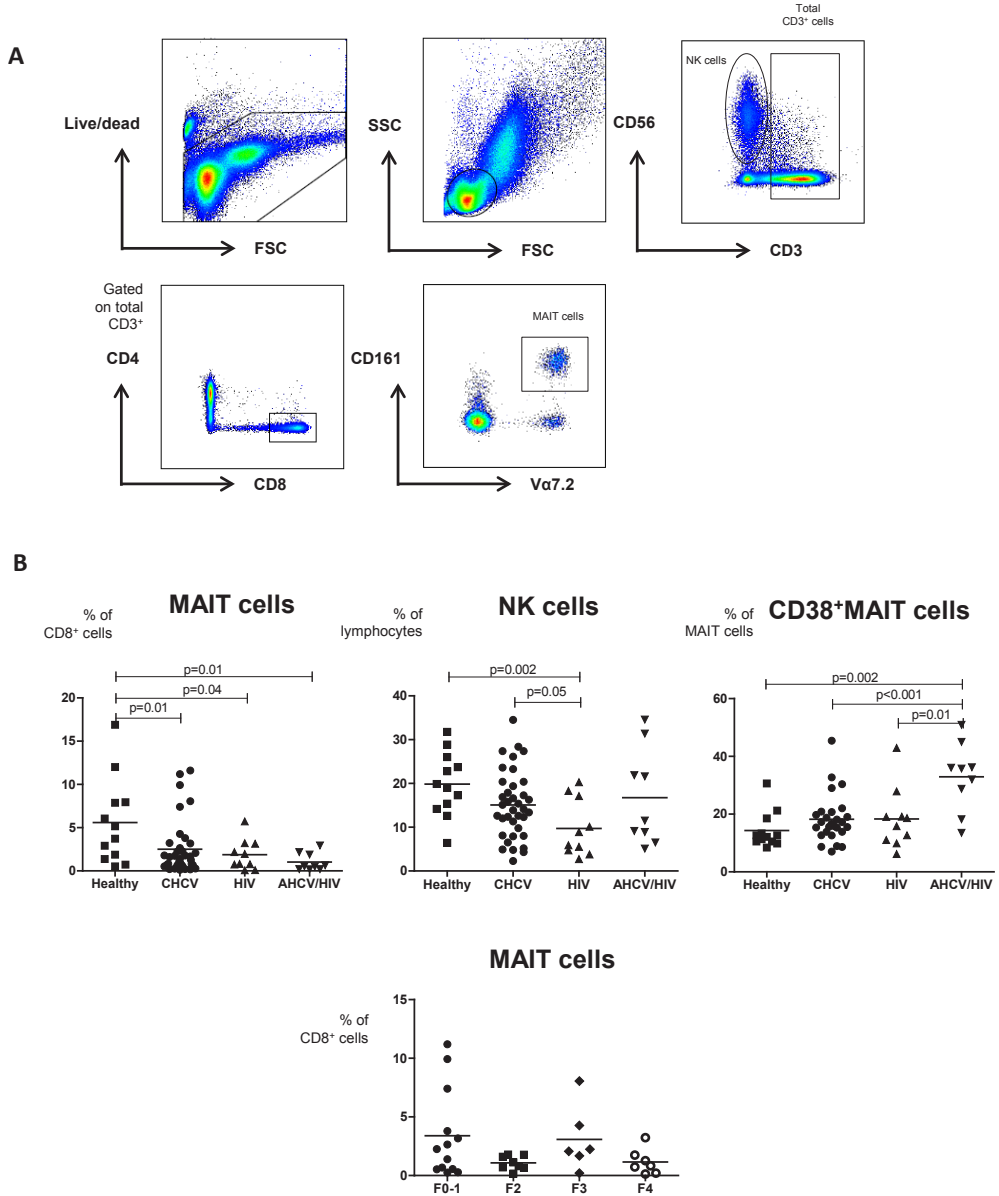 A
Live/dead
FSC
SSC
FSC
Total
CD3⁺ cells
NK cells
CD56
CD3
Gated
on total
CD3⁺
CD4
CD8
MAIT cells
CD161
Vα7.2
B
MAIT cells
% of
CD8⁺ cells
p=0.01
p=0.04
p=0.01
20
15
10
5
0
Healthy CHCV HIV AHCV/HIV
NK cells
% of
lymphocytes
p=0.002
p=0.05
40
30
20
10
0
Healthy CHCV HIV AHCV/HIV
CD38⁺MAIT cells
% of
MAIT cells
p=0.002
p<0.001
p=0.01
60
40
20
0
Healthy CHCV HIV AHCV/HIV
MAIT cells
% of
CD8⁺ cells
15
10
5
0
F0-1 F2 F3 F4